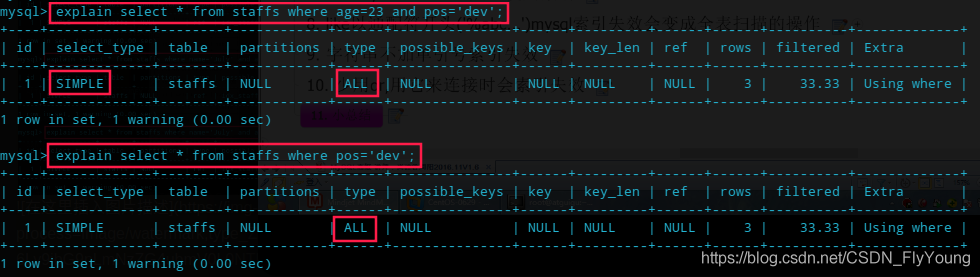 mysql> explain select * from staffs where age=23 and pos='dev';
+----+-------------+--------+------------+------+---------------+------+---------+------+------+----------+-------------+
| id | select_type | table | partitions | type | possible_keys | key | key_len | ref | rows | filtered | Extra |
+----+-------------+--------+------------+------+---------------+------+---------+------+------+----------+-------------+
| 1 | SIMPLE | staffs | NULL | ALL | NULL | NULL | NULL | NULL | 3 | 33.33 | Using where |
+----+-------------+--------+------------+------+---------------+------+---------+------+------+----------+-------------+
1 row in set, 1 warning (0.00 sec)
mysql> explain select * from staffs where pos='dev';
+----+-------------+--------+------------+------+---------------+------+---------+------+------+----------+-------------+
| id | select_type | table | partitions | type | possible_keys | key | key_len | ref | rows | filtered | Extra |
+----+-------------+--------+------------+------+---------------+------+---------+------+------+----------+-------------+
| 1 | SIMPLE | staffs | NULL | ALL | NULL | NULL | NULL | NULL | 3 | 33.33 | Using where |
+----+-------------+--------+------------+------+---------------+------+---------+------+------+----------+-------------+
1 row in set, 1 warning (0.00 sec)
https://blog.csdn.net/CSDN_FlyYoung